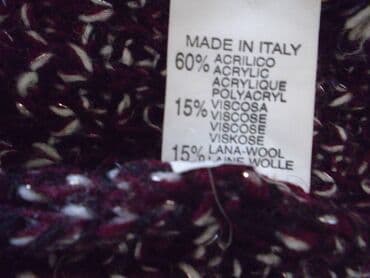 MADE IN ITALY
60% ACRILICO
ACRYLIC
ACRYLIQUE
POLYACRYL
15% VISCOSA
VISCOSE
VISCOSE
VISKOSE
15% LANA-WOOL
LAINE-WOLLE